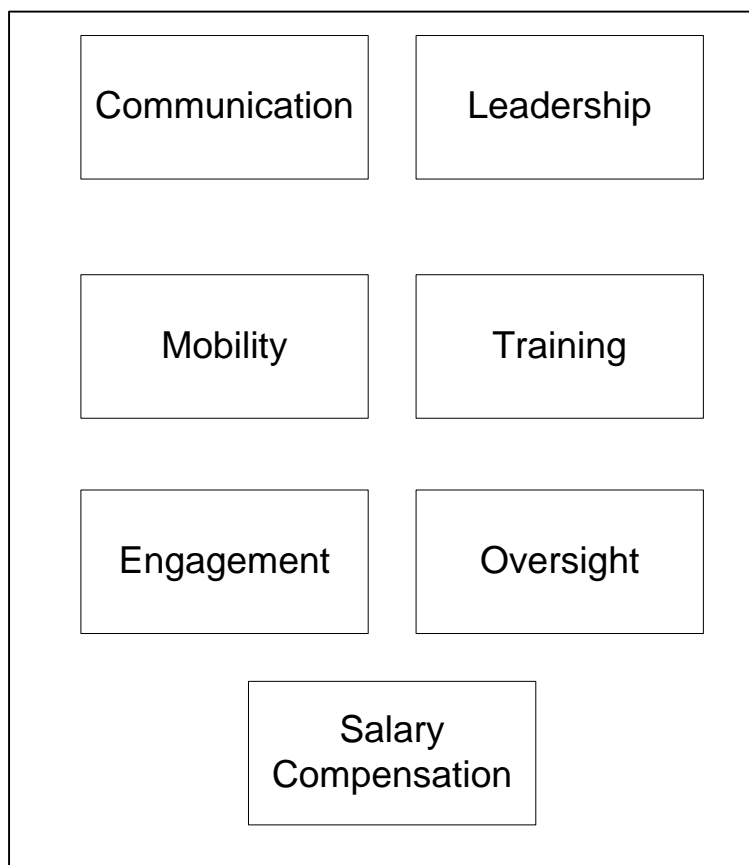 Communication
Leadership
Mobility
Training
Engagement
Oversight
Salary
Compensation